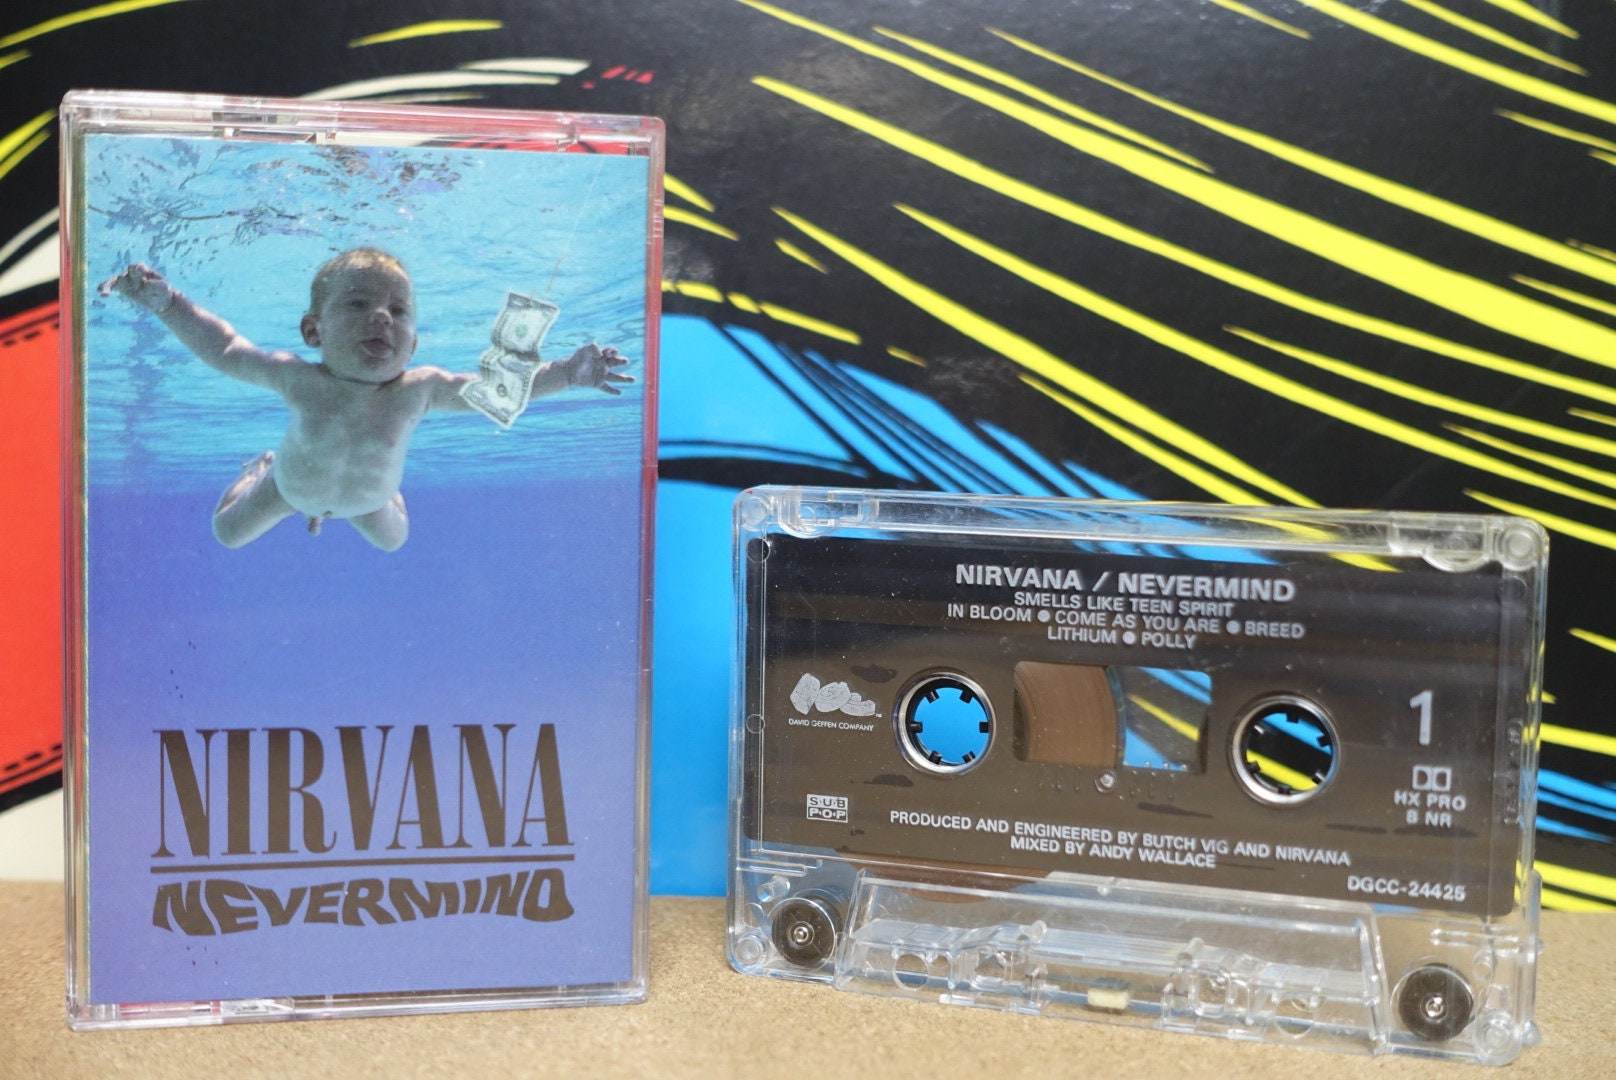 NIRVANA
NEVERMIND
NIRVANA / NEVERMIND
SMELLS LIKE TEEN SPIRIT
IN BLOOM ● COME AS YOU ARE ● BREED
LITHIUM ● POLLY
DAVID GEFFEN COMPANY
1
SUB
POP
HX PRO
B NR
PRODUCED AND ENGINEERED BY BUTCH VIG AND NIRVANA
MIXED BY ANDY WALLACE
DGCC-24425